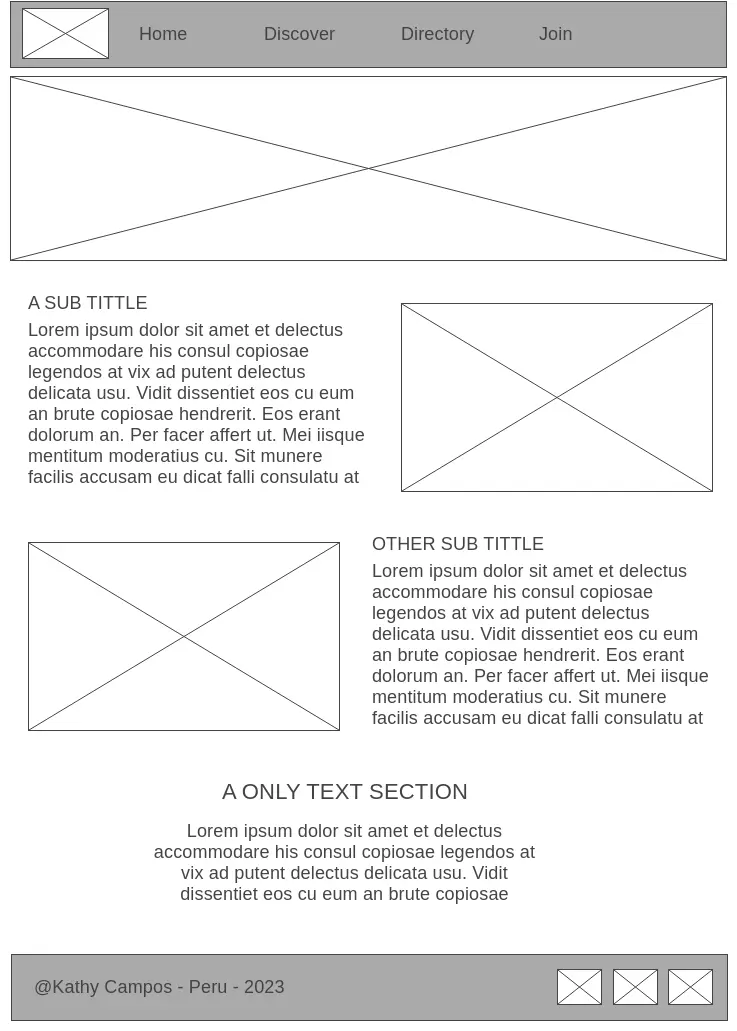 Home Discover Directory Join
A SUB TITTLE
Lorem ipsum dolor sit amet et delectus
accommodare his consul copiosae
legendos at vix ad putent delectus
delicata usu. Vidit dissentiet eos cu eum
an brute copiosae hendrerit. Eos erant
dolorum an. Per facer affert ut. Mei iisque
mentitum moderatius cu. Sit munere
facilis accusam eu dicat falli consulatu at
OTHER SUB TITTLE
Lorem ipsum dolor sit amet et delectus
accommodare his consul copiosae
legendos at vix ad putent delectus
delicata usu. Vidit dissentiet eos cu eum
an brute copiosae hendrerit. Eos erant
dolorum an. Per facer affert ut. Mei iisque
mentitum moderatius cu. Sit munere
facilis accusam eu dicat falli consulatu at
A ONLY TEXT SECTION
Lorem ipsum dolor sit amet et delectus
accommodare his consul copiosae legendos at
vix ad putent delectus delicata usu. Vidit
dissentiet eos cu eum an brute copiosae
@Kathy Campos - Peru - 2023